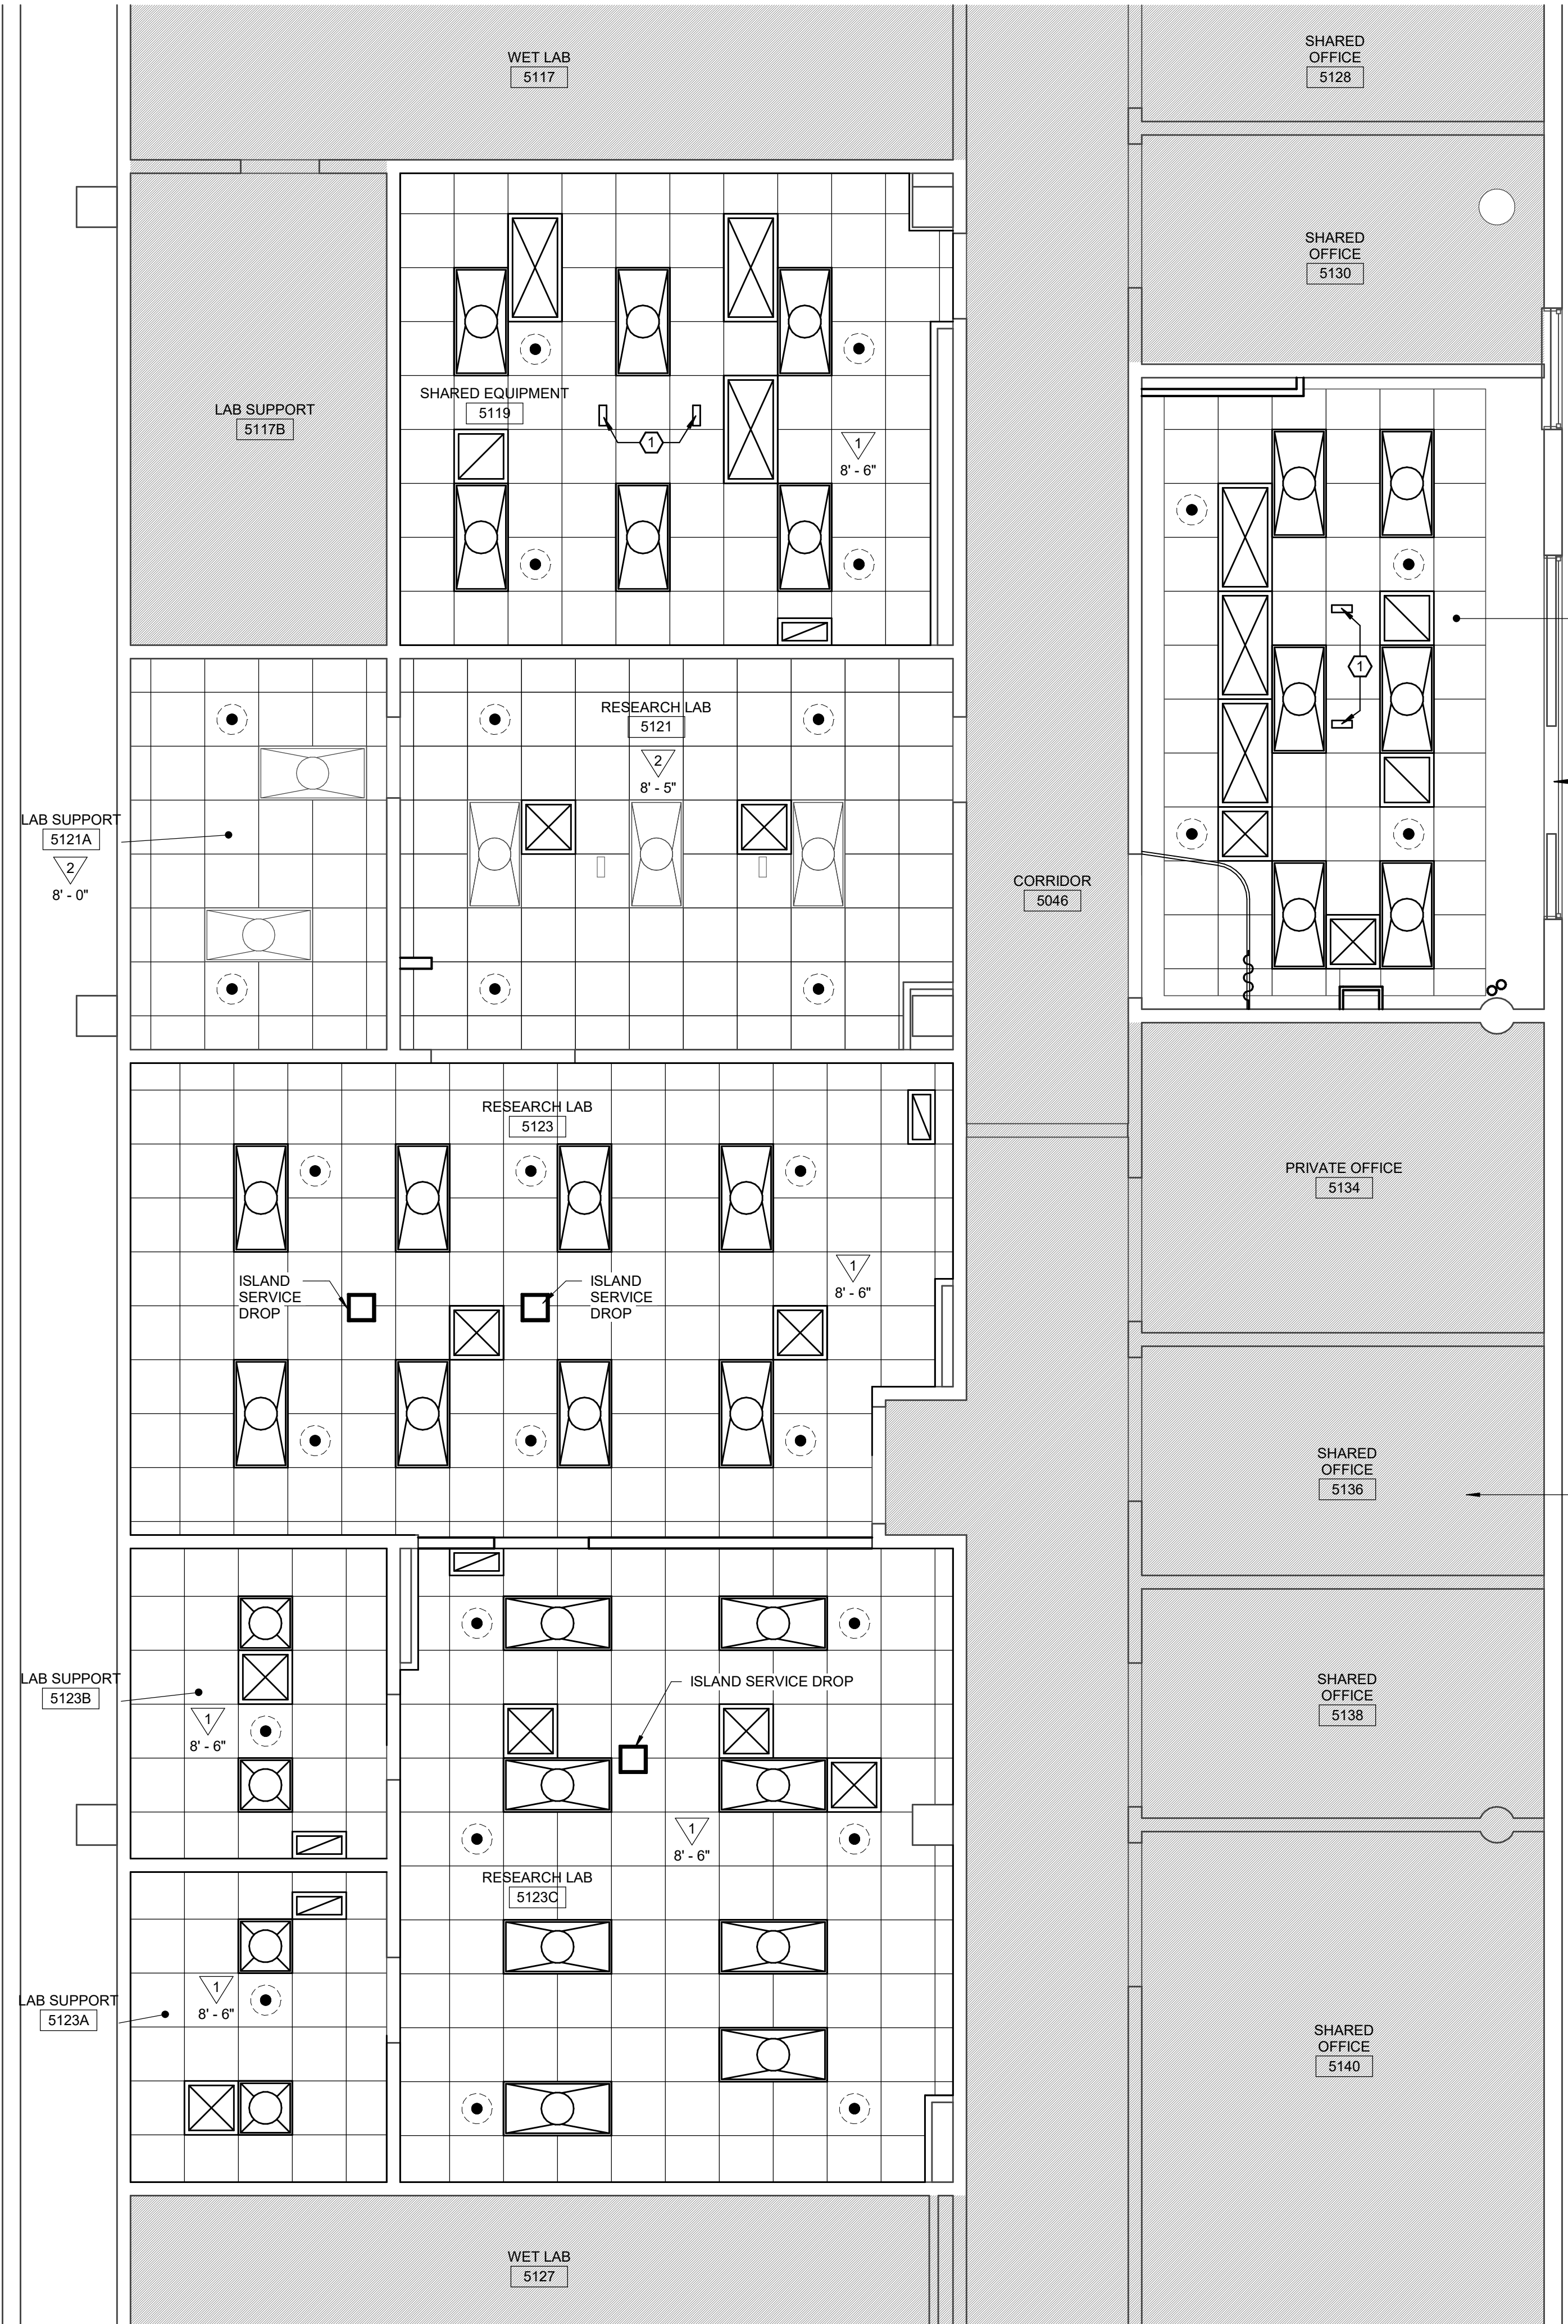 WET LAB
5117
SHARED
OFFICE
5128
SHARED
OFFICE
5130
LAB SUPPORT
5117B
SHARED EQUIPMENT
5119
1
1
8' - 6"
1
RESEARCH LAB
5121
2
8' - 5"
LAB SUPPORT
5121A
2
8' - 0"
CORRIDOR
5046
RESEARCH LAB
5123
PRIVATE OFFICE
5134
ISLAND
SERVICE
DROP
ISLAND
SERVICE
DROP
1
8' - 6"
SHARED
OFFICE
5136
LAB SUPPORT
5123B
1
8' - 6"
ISLAND SERVICE DROP
SHARED
OFFICE
5138
1
8' - 6"
RESEARCH LAB
5123C
LAB SUPPORT
5123A
1
8' - 6"
SHARED
OFFICE
5140
WET LAB
5127